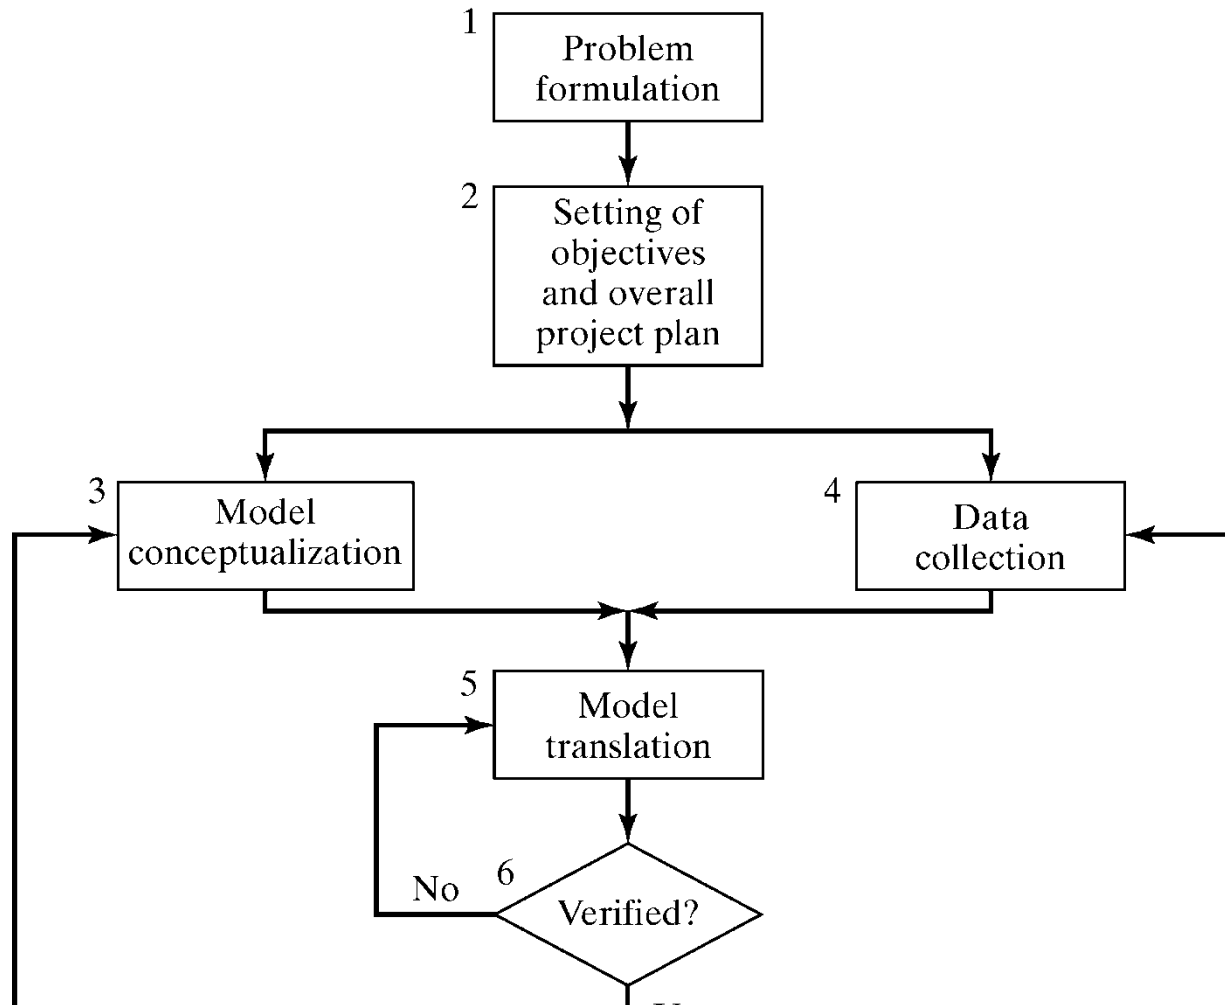 1
Problem
formulation
2
Setting of
objectives
and overall
project plan
3
Model
conceptualization
4
Data
collection
5
Model
translation
6
No
Verified?